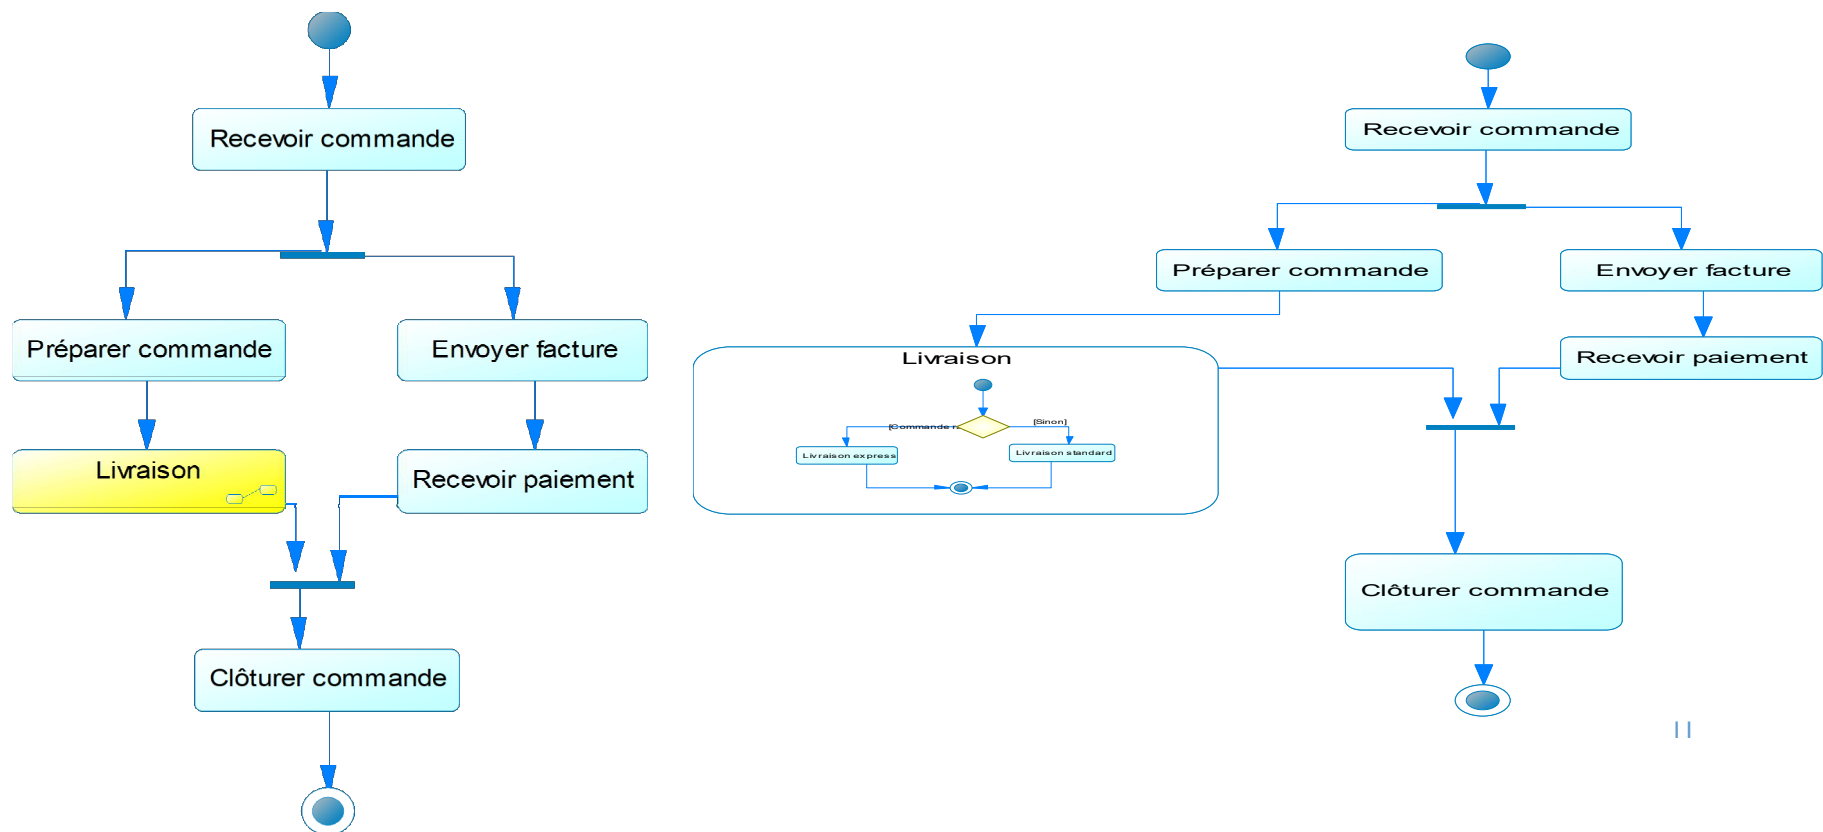 Recevoir commande
Préparer commande
Envoyer facture
Livraison
Recevoir paiement
Clôturer commande
Recevoir commande
Préparer commande
Envoyer facture
Recevoir paiement
Livraison
[Commande
[Sinon]
Livraison express
Livraison standard
Clôturer commande